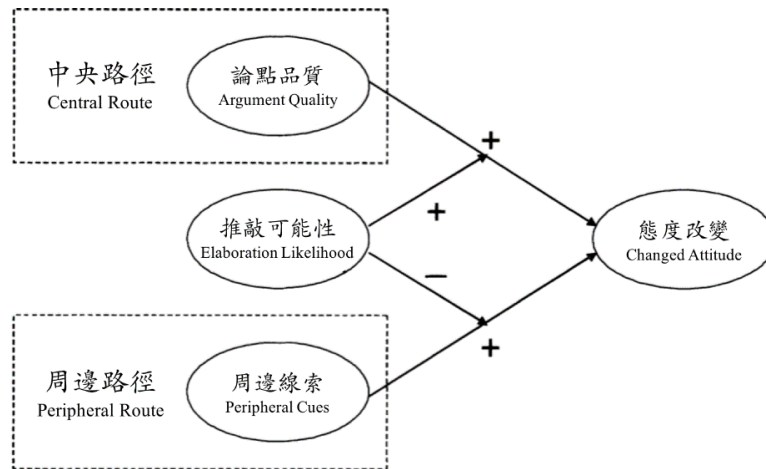 中央路徑
Central Route
論點品質
Argument Quality
+
+
推敲可能性
Elaboration Likelihood
態度改變
Changed Attitude
−
+
周邊路徑
Peripheral Route
周邊線索
Peripheral Cues